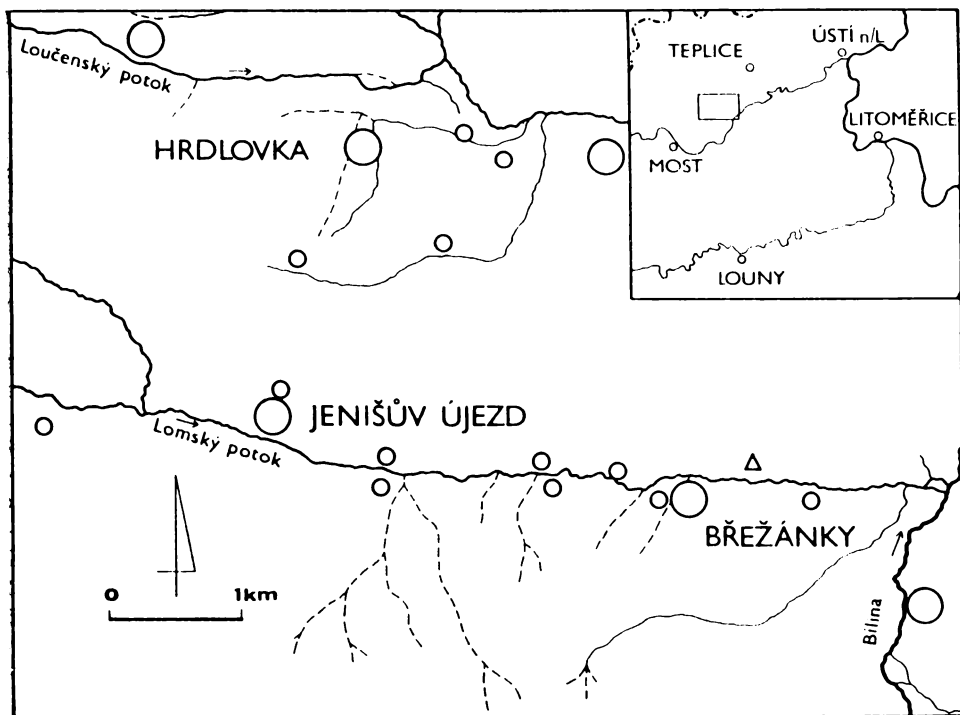 Loučenský potok
HRDLOVKA
TEPLICE
ÚSTÍ n/L
LITOMĚŘICE
MOST
LOUNY
JENIŠŮV ÚJEZD
Lomský potok
BŘEŽÁNKY
0 1km
Bílina